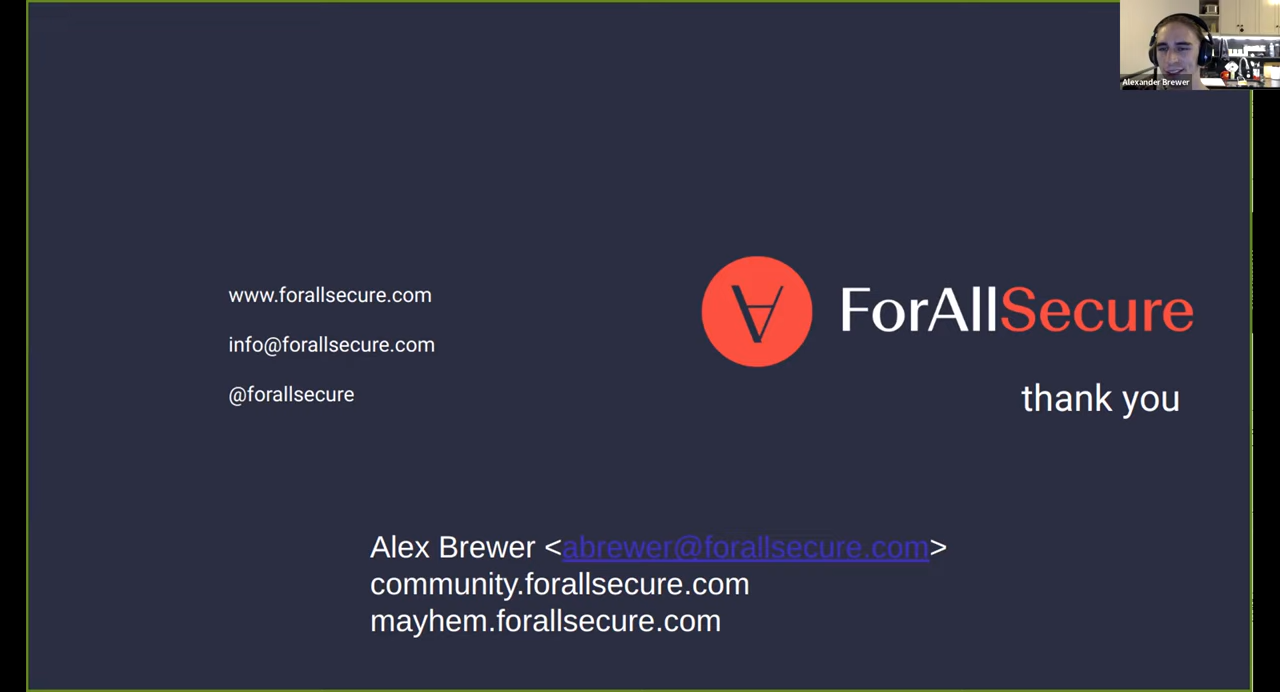 Alexander Brewer
www.forallsecure.com
info@forallsecure.com
@forallsecure
ForAllSecure
thank you
Alex Brewer <abrewer@forallsecure.com>
community.forallsecure.com
mayhem.forallsecure.com